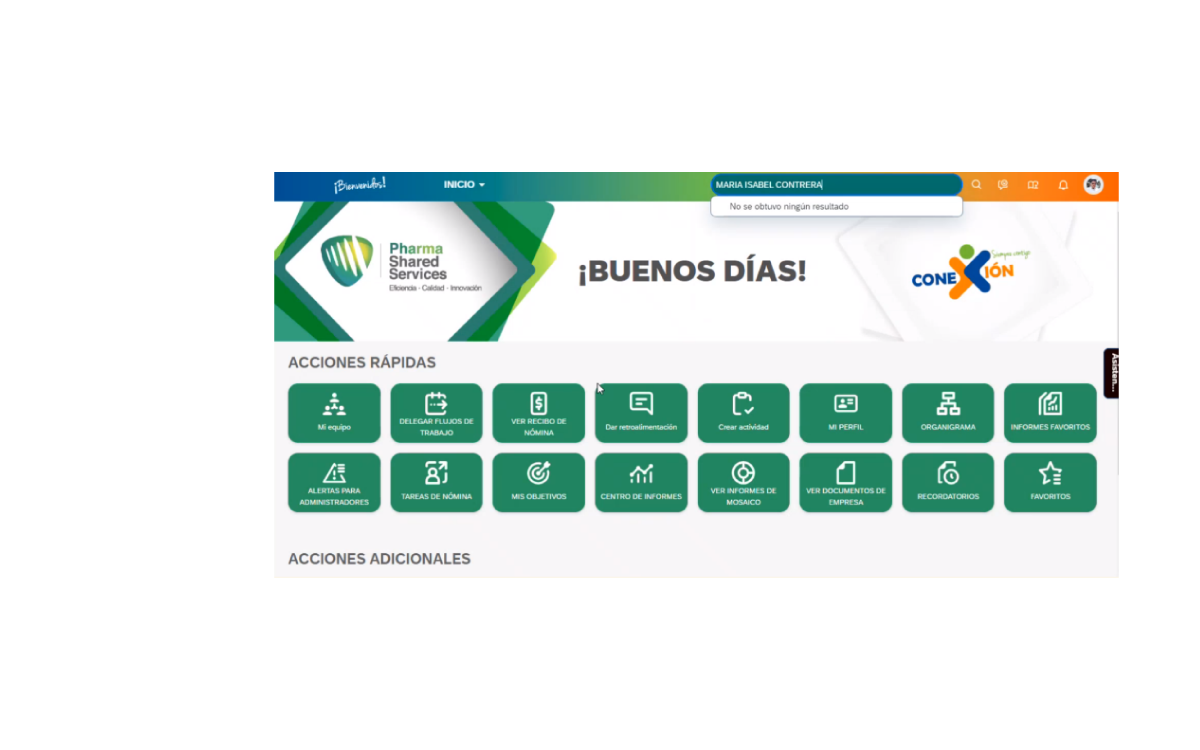 ¡Bienvenidos!
INICIO
MARIA ISABEL CONTRERA
No se obtuvo ningún resultado
Pharma
Shared
Services
Eficiencia - Calidad - Innovación
¡BUENOS DÍAS!
Siempre contigo
CONEXIÓN
ACCIONES RÁPIDAS
Asisten...
Mi equipo
DELEGAR FLUJOS DE
TRABAJO
VER RECIBO DE
NÓMINA
Dar retroalimentación
Crear actividad
MI PERFIL
ORGANIGRAMA
INFORMES FAVORITOS
ALERTAS PARA
ADMINISTRADORES
TAREAS DE NÓMINA
MIS OBJETIVOS
CENTRO DE INFORMES
VER INFORMES DE
MOSAICO
VER DOCUMENTOS DE
EMPRESA
RECORDATORIOS
FAVORITOS
ACCIONES ADICIONALES